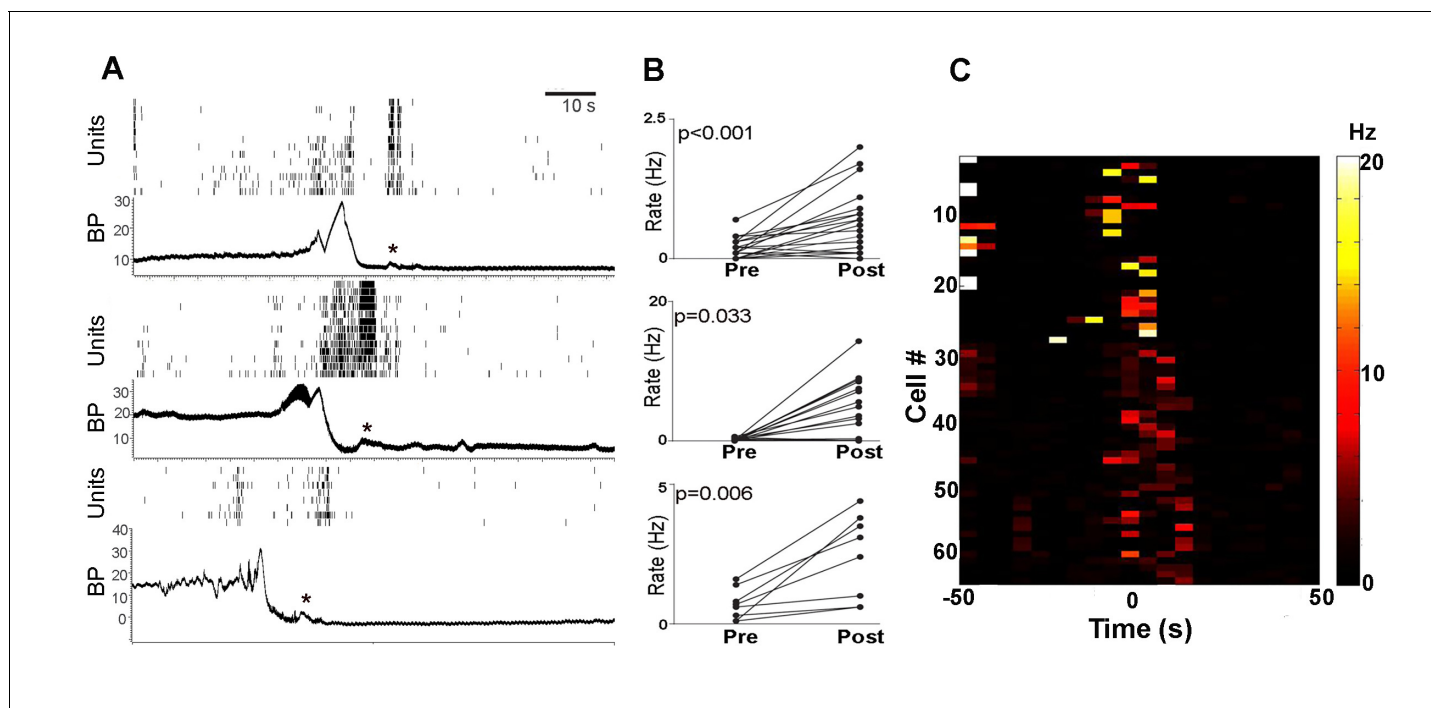 A
B
C
10 s
Units
BP
30
20
10
*
Units
BP
30
20
10
*
Units
BP
40
30
20
10
0
*
2.5
p<0.001
Rate (Hz)
0
Pre Post
20
p=0.033
Rate (Hz)
0
Pre Post
5
p=0.006
Rate (Hz)
0
Pre Post
Hz
20
10
0
Cell #
10
20
30
40
50
60
-50 0 50
Time (s)